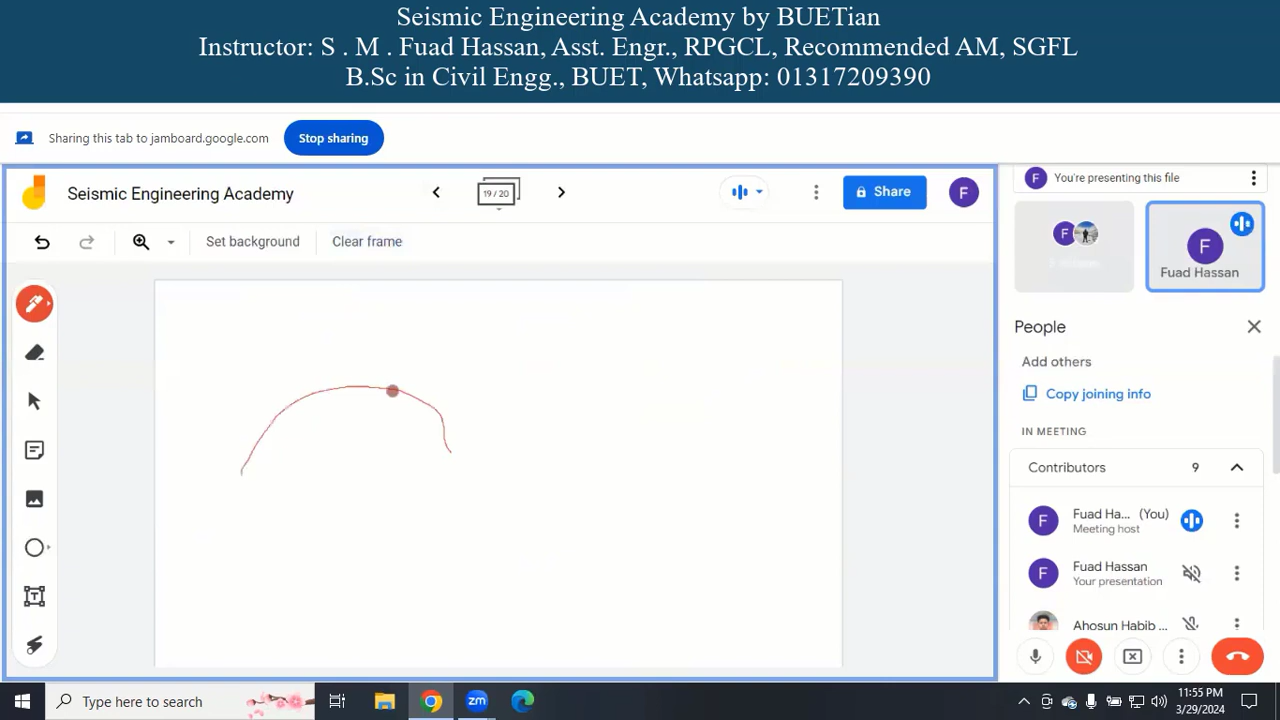 Seismic Engineering Academy by BUETian
Instructor: S . M . Fuad Hassan, Asst. Engr., RPGCL, Recommended AM, SGFL
B.Sc in Civil Engg., BUET, Whatsapp: 01317209390
Sharing this tab to jamboard.google.com
Stop sharing
F
You're presenting this file
Seismic Engineering Academy
19 / 20
Share
F
F
F
Fuad Hassan
Set background
Clear frame
People
Add others
Copy joining info
IN MEETING
Contributors 9
F
Fuad Ha... (You)
Meeting host
F
Fuad Hassan
Your presentation
Ahosun Habib ...
T
Type here to search
zm
11:55 PM
3/29/2024